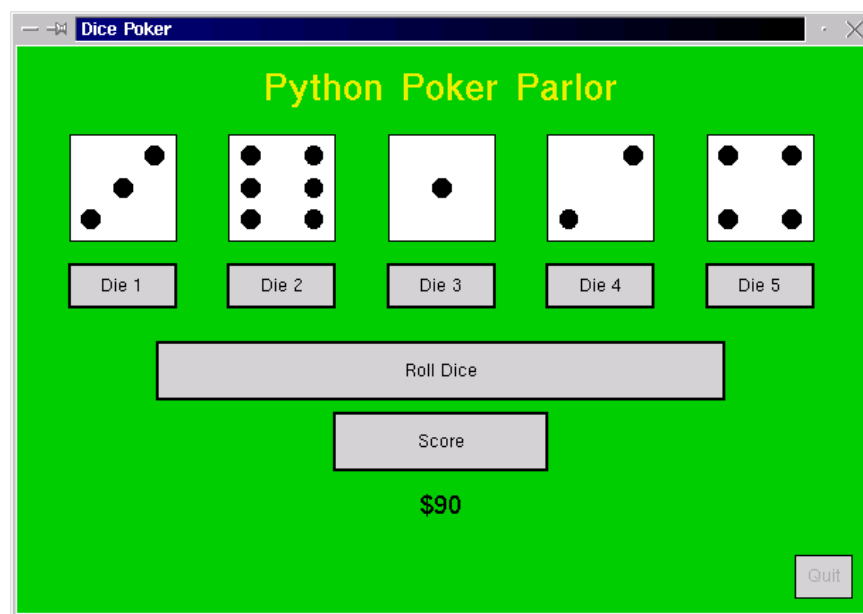 Dice Poker
Python Poker Parlor
Die 1 Die 2 Die 3 Die 4 Die 5
Roll Dice
Score
$90
Quit